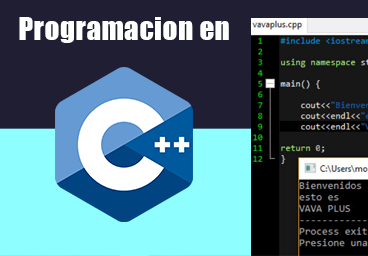 Programacion en
C++
vavaplus.cpp
1 #include <iostream
2
3 using namespace
4
5 main() {
6
7 cout<<"Bienven
8 cout<<endl<<"e
9 cout<<endl<<"V
10
11 return 0;
12 }
C:\Users\mo
Bienvenidos
esto es
VAVA PLUS
Process exit
Presione una